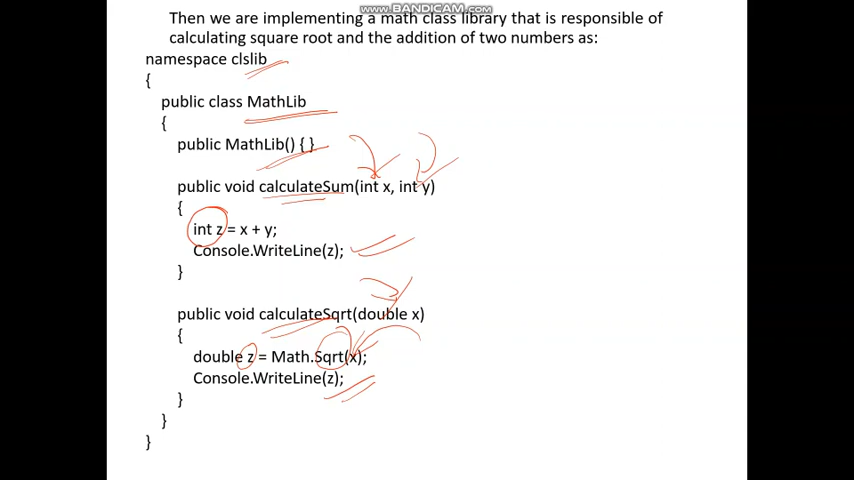 www.BANDICAM.com
Then we are implementing a math class library that is responsible of
calculating square root and the addition of two numbers as:
namespace clslib
{
public class MathLib
{
public MathLib() { }
public void calculateSum(int x, int y)
{
int z = x + y;
Console.WriteLine(z);
}
public void calculateSqrt(double x)
{
double z = Math.Sqrt(x);
Console.WriteLine(z);
}
}
}